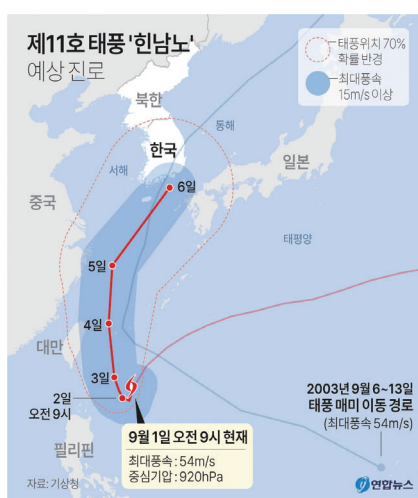 제11호 태풍 '힌남노'
예상 진로
태풍위치 70%
확률 반경
최대풍속
15m/s 이상
북한
동해
한국
서해
일본
중국
6일
태평양
5일
4일
대만
3일
2일
오전 9시
2003년 9월 6~13일
태풍 매미 이동 경로
(최대풍속 54m/s)
9월 1일 오전 9시 현재
최대풍속 : 54m/s
중심기압 : 920hPa
필리핀
자료 : 기상청
연합뉴스